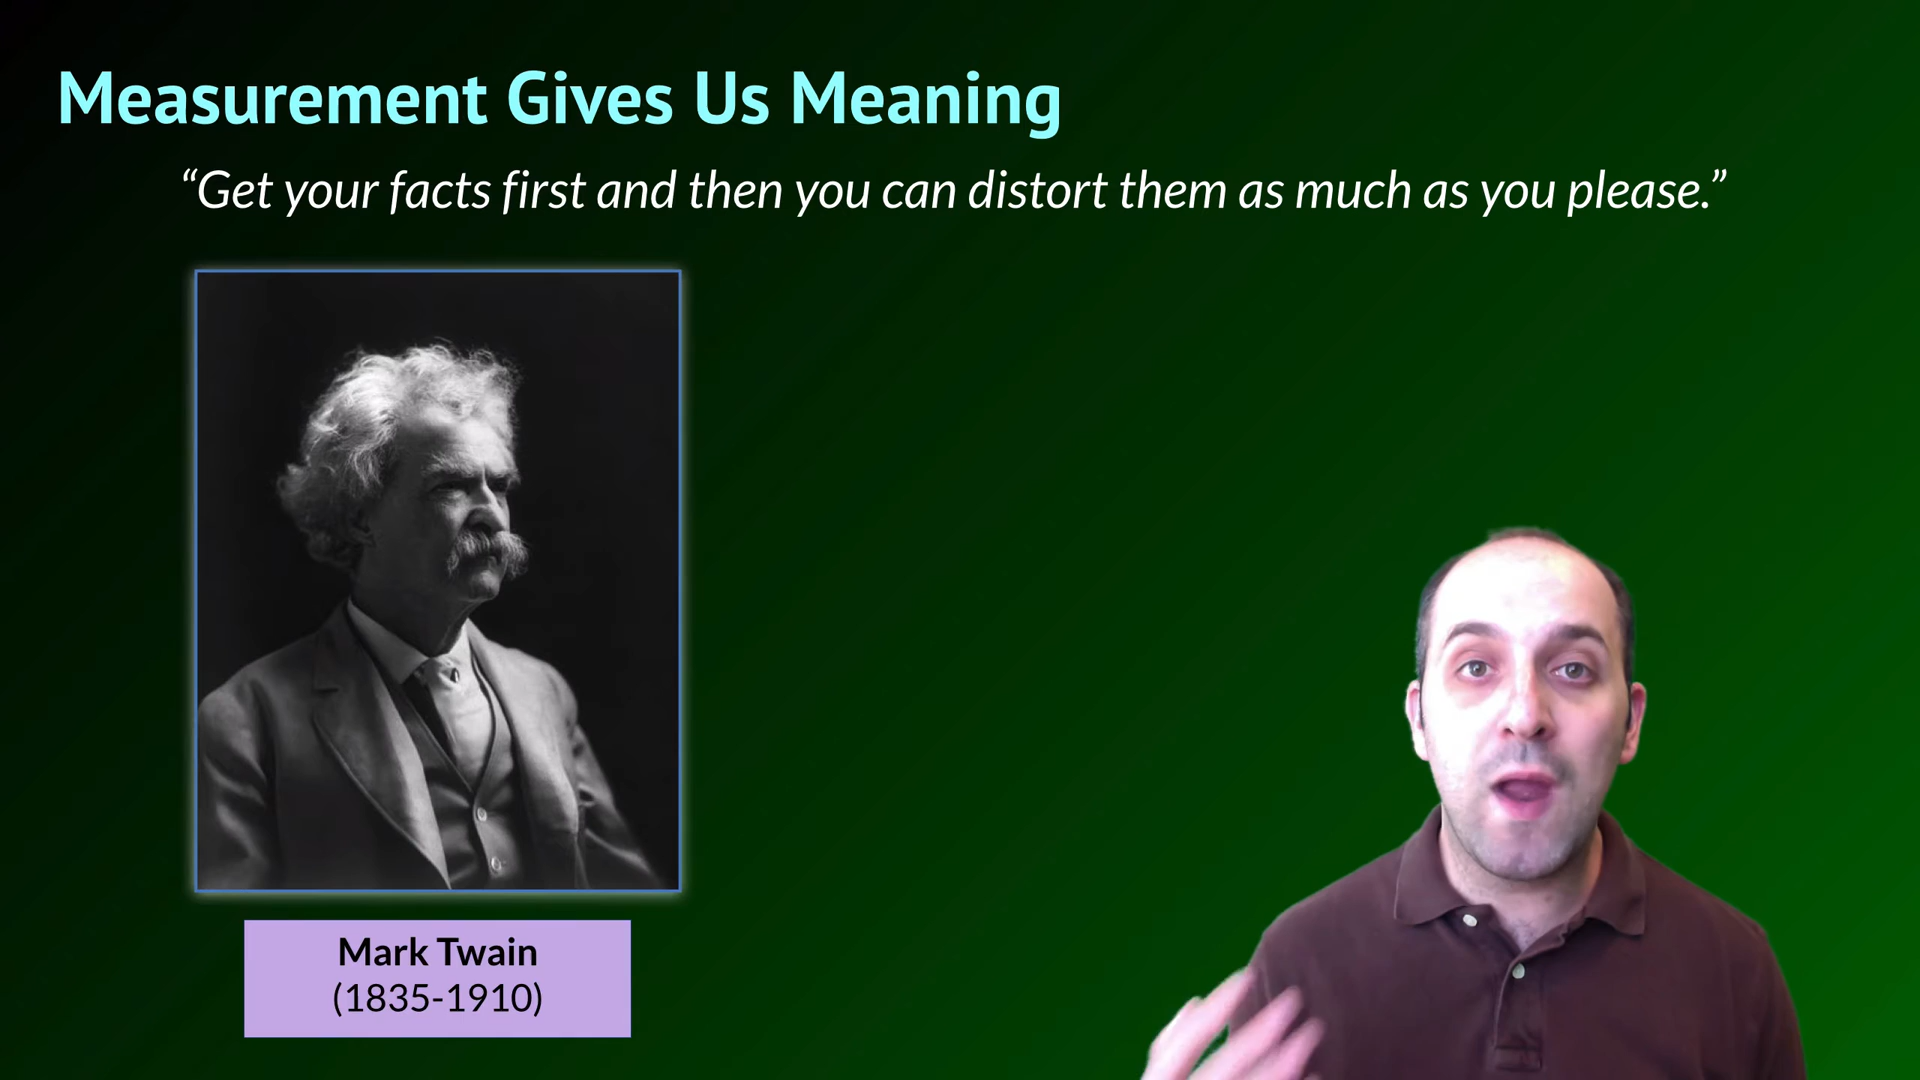 Measurement Gives Us Meaning
“Get your facts first and then you can distort them as much as you please.”
Mark Twain
(1835-1910)